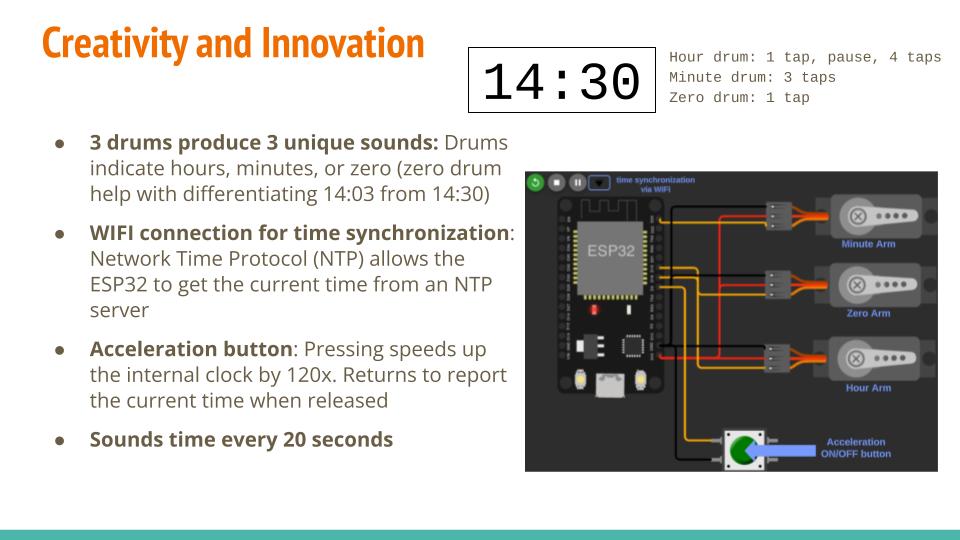 Creativity and Innovation
14:30
Hour drum: 1 tap, pause, 4 taps
Minute drum: 3 taps
Zero drum: 1 tap
● 3 drums produce 3 unique sounds: Drums
indicate hours, minutes, or zero (zero drum
help with differentiating 14:03 from 14:30)
● WIFI connection for time synchronization:
Network Time Protocol (NTP) allows the
ESP32 to get the current time from an NTP
server
● Acceleration button: Pressing speeds up
the internal clock by 120x. Returns to report
the current time when released
● Sounds time every 20 seconds
time synchronization
via WIFI
ESP32
Minute Arm
Zero Arm
Hour Arm
Acceleration
ON/OFF button